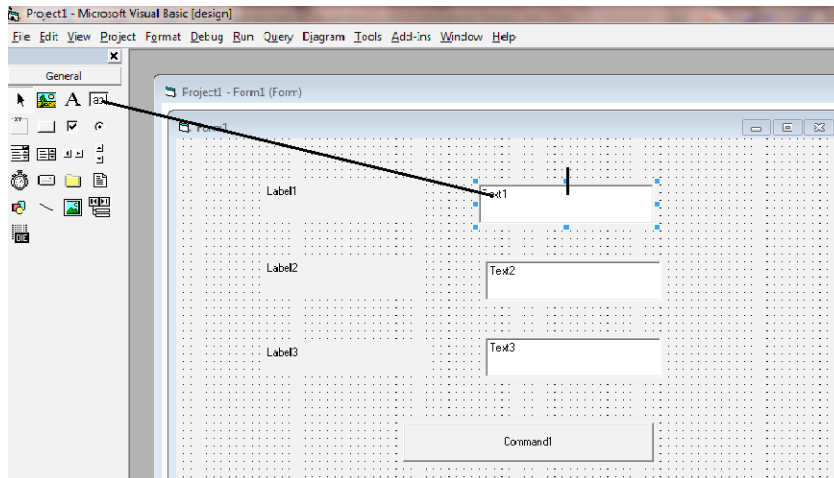 Project1 - Microsoft Visual Basic [design]
File Edit View Project Format Debug Run Query Diagram Tools Add-Ins Window Help
General
A ab|
Project1 - Form1 (Form)
Form1
Label1
Text1
Label2
Text2
Label3
Text3
Command1